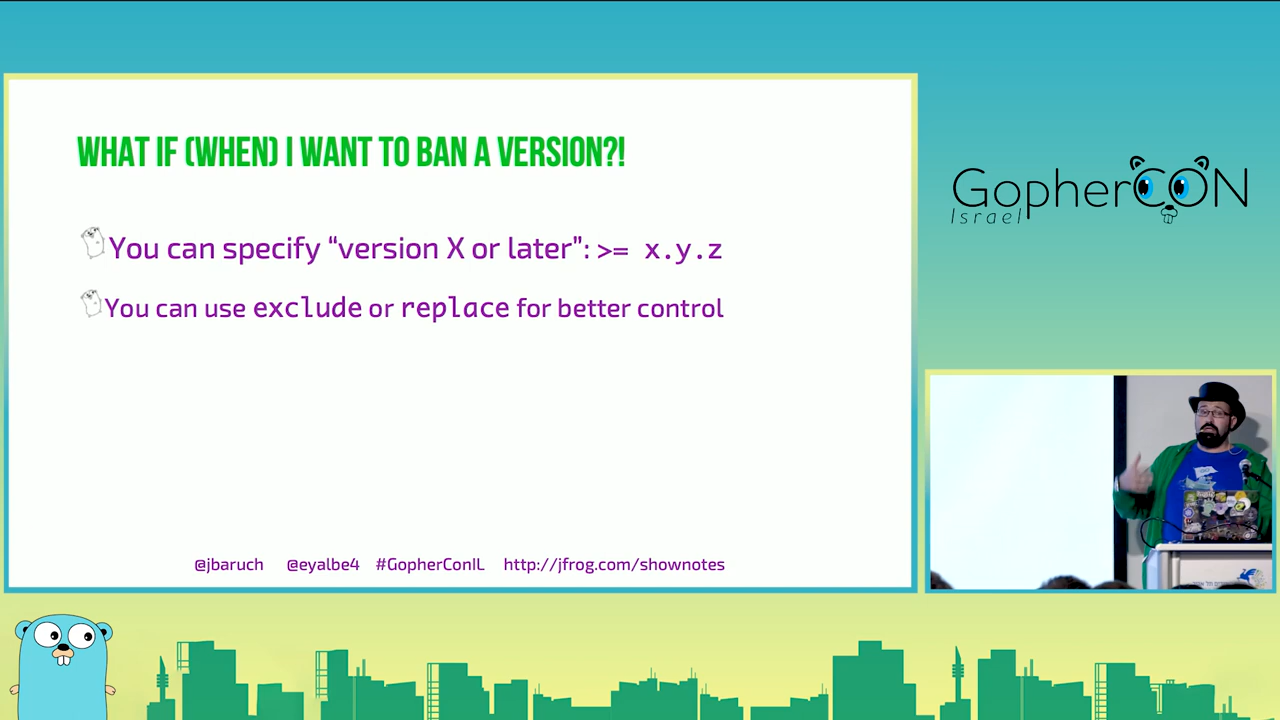 WHAT IF (WHEN) I WANT TO BAN A VERSION?!
You can specify “version X or later”: >= x.y.z
You can use exclude or replace for better control
@jbaruch @eyalbe4 #GopherConIL http://jfrog.com/shownotes
GopherCON
Israel